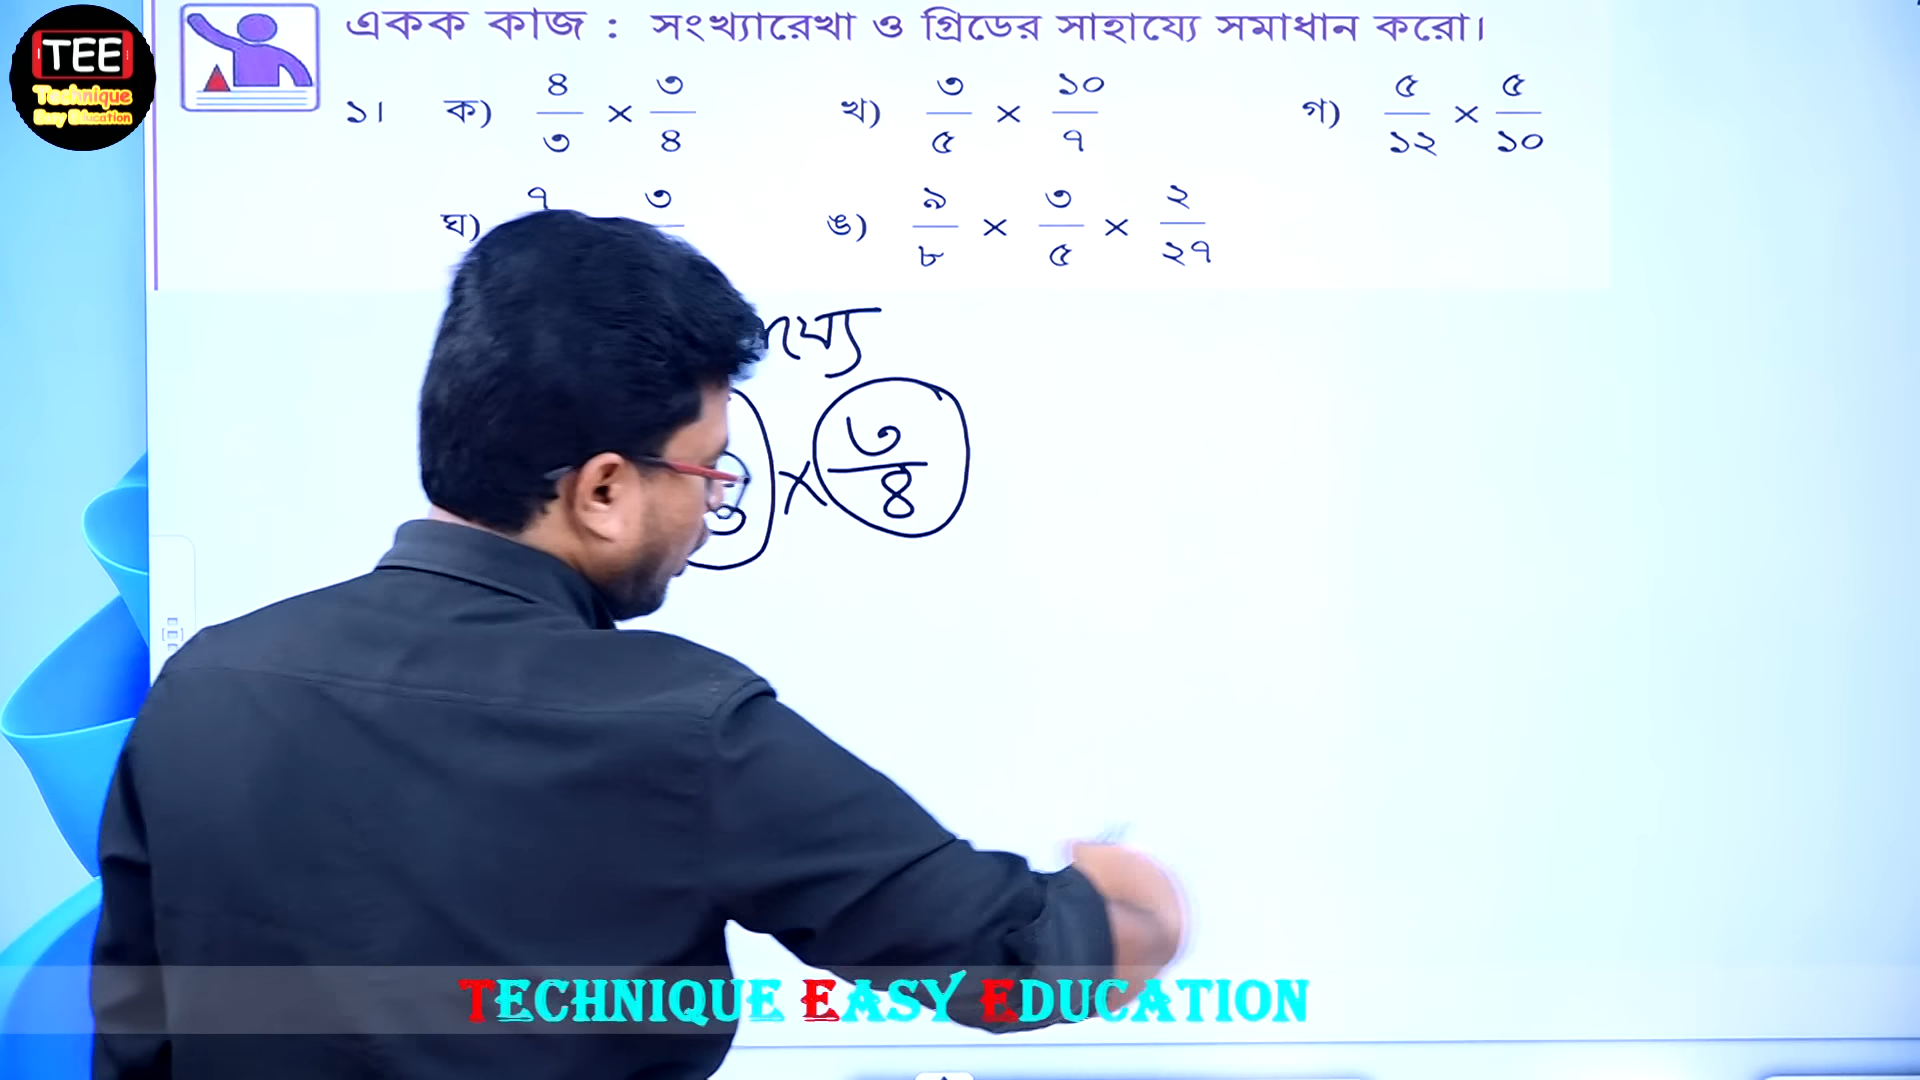 TEE
Technique
Easy Education
একক কাজ : সংখ্যারেখা ও গ্রিডের সাহায্যে সমাধান করো।
১। ক) ৪/৩ × ৩/৪ খ) ৩/৫ × ১০/৭ গ) ৫/১২ × ৫/১০
ঘ) ৭ ৩ ঙ) ৯/৮ × ৩/৫ × ২/২৭
× ৩/৪
TECHNIQUE EASY EDUCATION